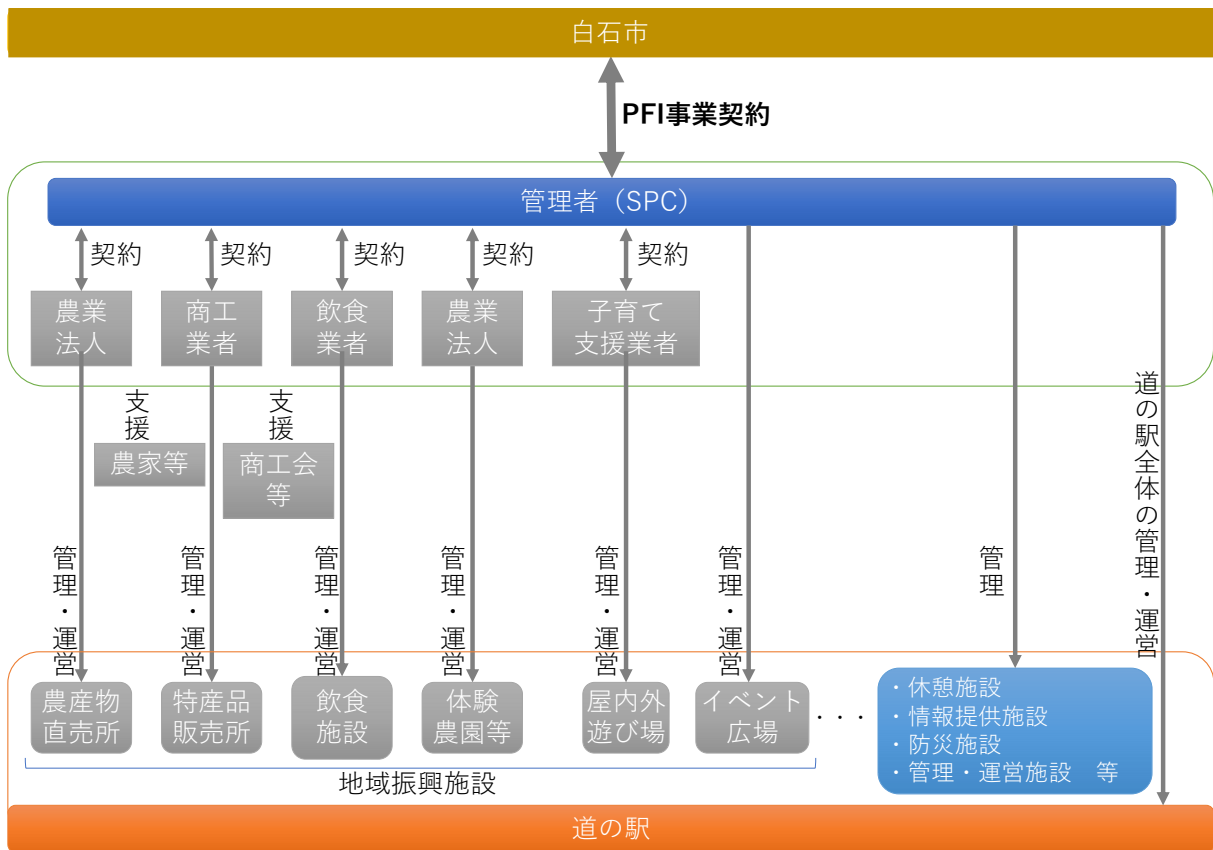 白石市
PFI事業契約
管理者（SPC）
契約
契約
契約
契約
契約
農業
法人
商工
業者
飲食
業者
農業
法人
子育て
支援業者
支援
農家等
支援
商工会
等
管理・運営
管理・運営
管理・運営
管理・運営
管理・運営
管理
道の駅全体の管理・運営
農産物
直売所
特産品
販売所
飲食
施設
体験
農園等
屋内外
遊び場
イベント
広場
・・・
・休憩施設
・情報提供施設
・防災施設
・管理・運営施設　等
地域振興施設
道の駅